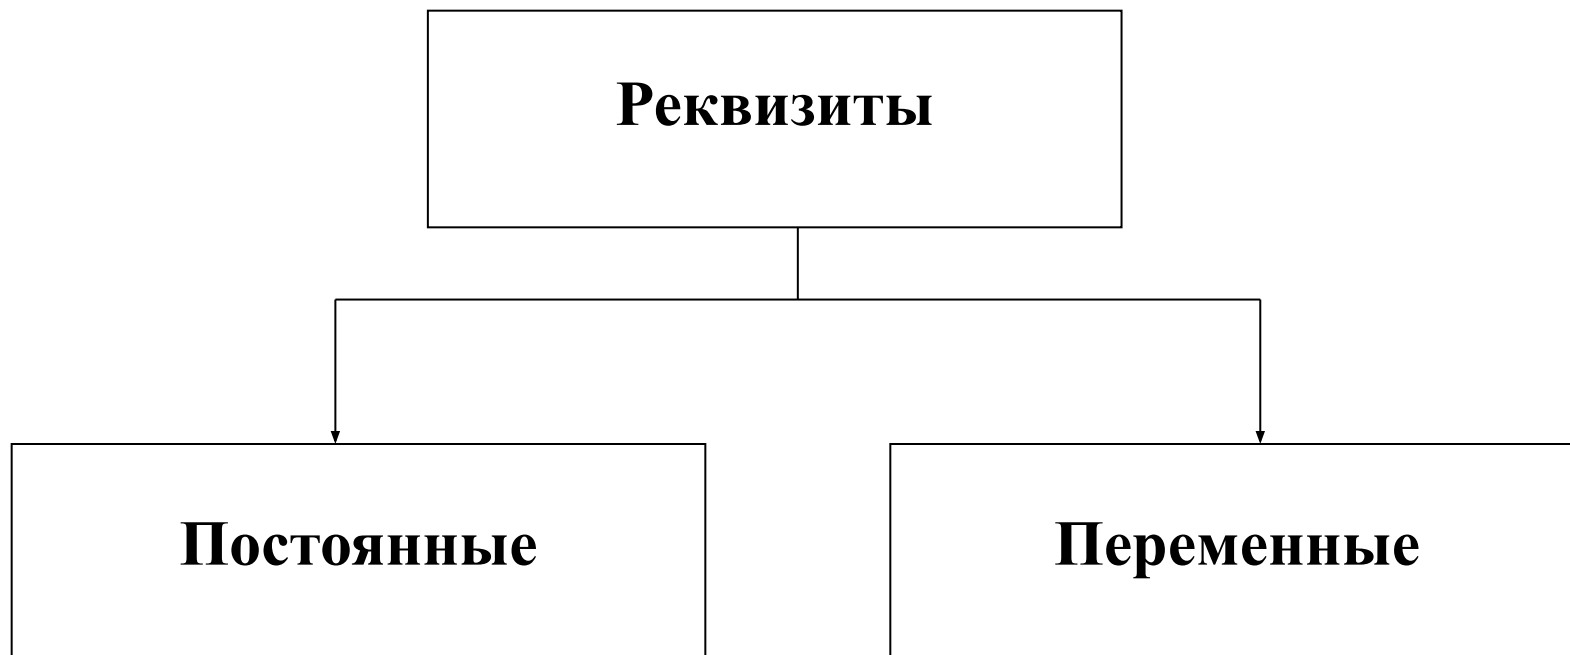 Реквизиты
Постоянные
Переменные